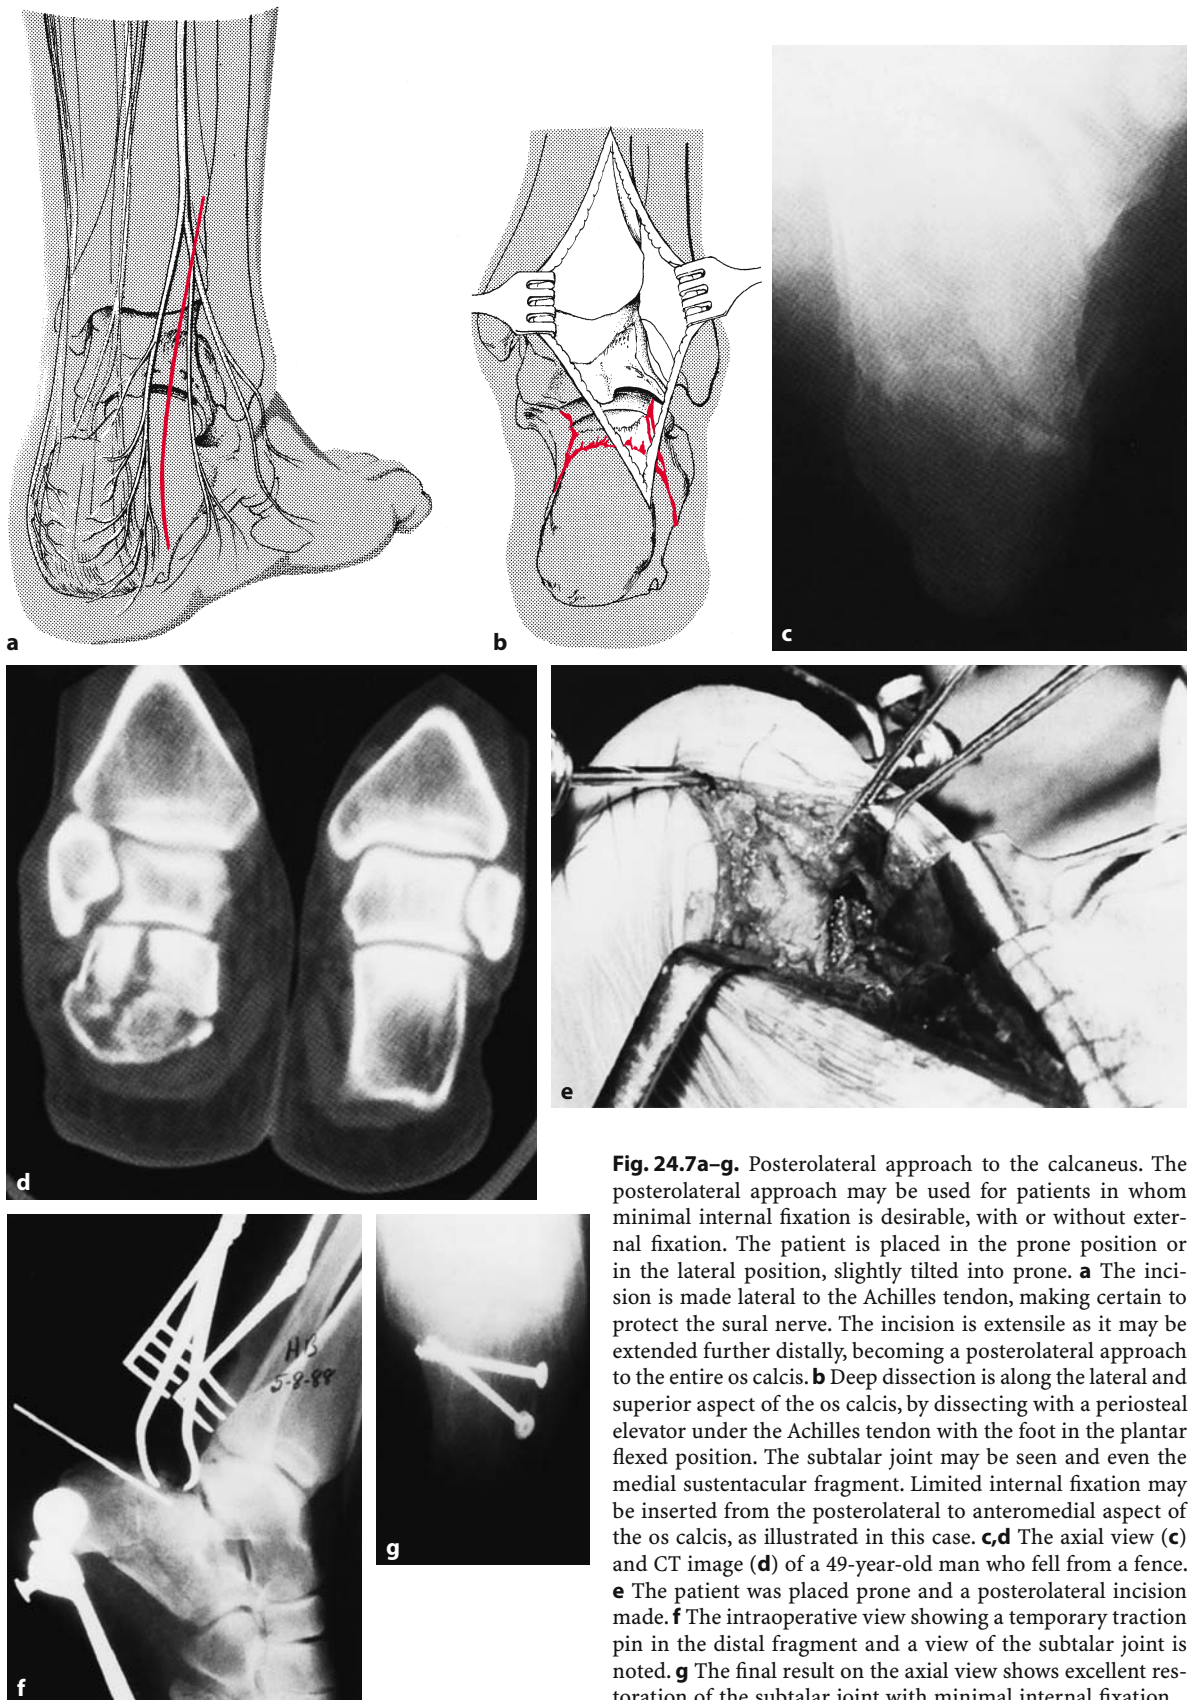 a
b
c
d
e
HB
5-8-88
f
g
Fig. 24.7a–g. Posterolateral approach to the calcaneus. The
posterolateral approach may be used for patients in whom
minimal internal fixation is desirable, with or without exter-
nal fixation. The patient is placed in the prone position or
in the lateral position, slightly tilted into prone. a The inci-
sion is made lateral to the Achilles tendon, making certain to
protect the sural nerve. The incision is extensile as it may be
extended further distally, becoming a posterolateral approach
to the entire os calcis. b Deep dissection is along the lateral and
superior aspect of the os calcis, by dissecting with a periosteal
elevator under the Achilles tendon with the foot in the plantar
flexed position. The subtalar joint may be seen and even the
medial sustentacular fragment. Limited internal fixation may
be inserted from the posterolateral to anteromedial aspect of
the os calcis, as illustrated in this case. c,d The axial view (c)
and CT image (d) of a 49-year-old man who fell from a fence.
e The patient was placed prone and a posterolateral incision
made. f The intraoperative view showing a temporary traction
pin in the distal fragment and a view of the subtalar joint is
noted. g The final result on the axial view shows excellent res-
toration of the subtalar joint with minimal internal fixation